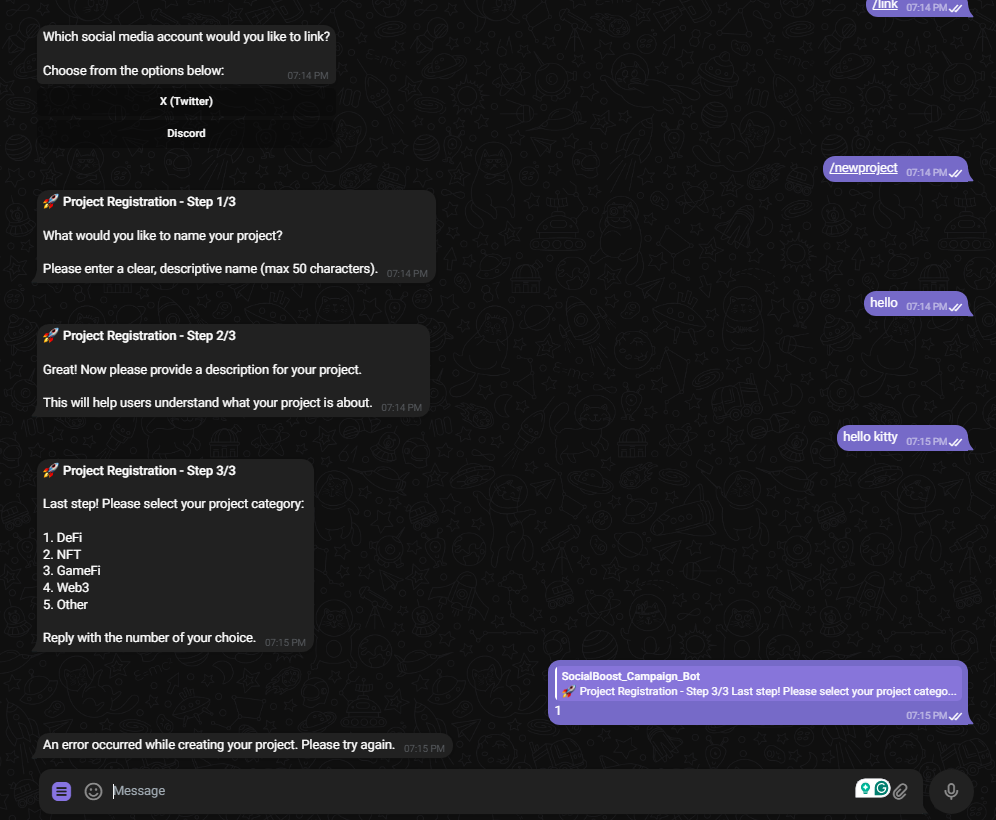 /link 07:14 PM
Which social media account would you like to link?
Choose from the options below: 07:14 PM
X (Twitter)
Discord
/newproject 07:14 PM
🚀 Project Registration - Step 1/3
What would you like to name your project?
Please enter a clear, descriptive name (max 50 characters). 07:14 PM
hello 07:14 PM
🚀 Project Registration - Step 2/3
Great! Now please provide a description for your project.
This will help users understand what your project is about. 07:14 PM
hello kitty 07:15 PM
🚀 Project Registration - Step 3/3
Last step! Please select your project category:
1. DeFi
2. NFT
3. GameFi
4. Web3
5. Other
Reply with the number of your choice. 07:15 PM
SocialBoost_Campaign_Bot
🚀 Project Registration - Step 3/3 Last step! Please select your project catego...
1
07:15 PM
An error occurred while creating your project. Please try again. 07:15 PM
Message